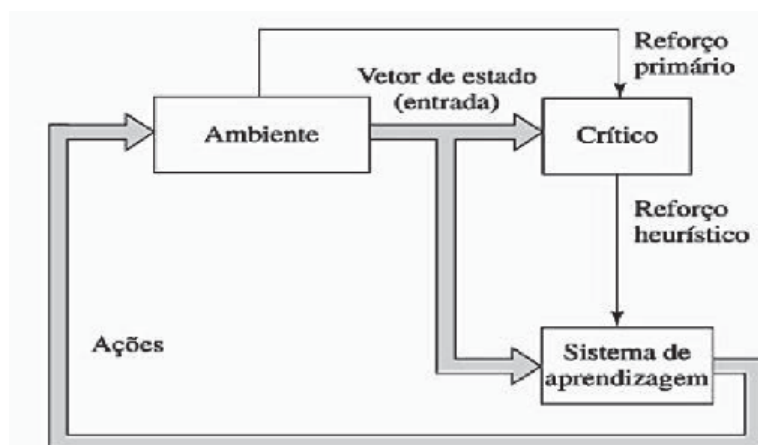 Reforço
primário
Vetor de estado
(entrada)
Ambiente
Crítico
Reforço
heurístico
Ações
Sistema de
aprendizagem